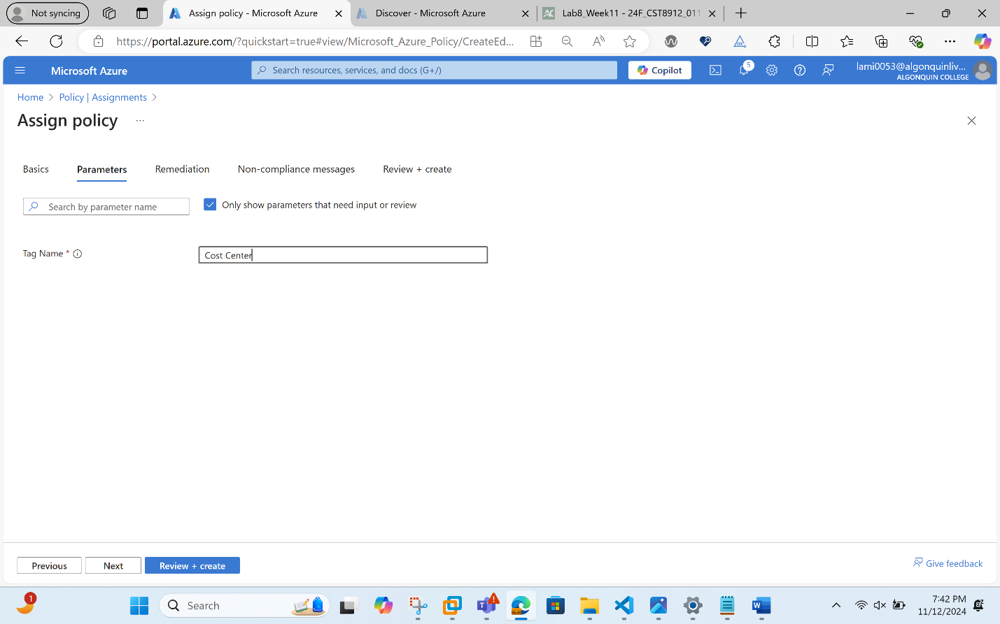 Not syncing
Assign policy - Microsoft Azure
Discover - Microsoft Azure
Lab8_Week11 - 24F_CST8912_011
https://portal.azure.com/?quickstart=true#view/Microsoft_Azure_Policy/CreateEd...
Microsoft Azure
Search resources, services, and docs (G+/)
Copilot
5
lami0053@algonquinliv...
ALGONQUIN COLLEGE
Home > Policy | Assignments >
Assign policy ...
Basics
Parameters
Remediation
Non-compliance messages
Review + create
Search by parameter name
Only show parameters that need input or review
Tag Name *
Cost Center
Previous
Next
Review + create
Give feedback
1
Search
7:42 PM
11/12/2024